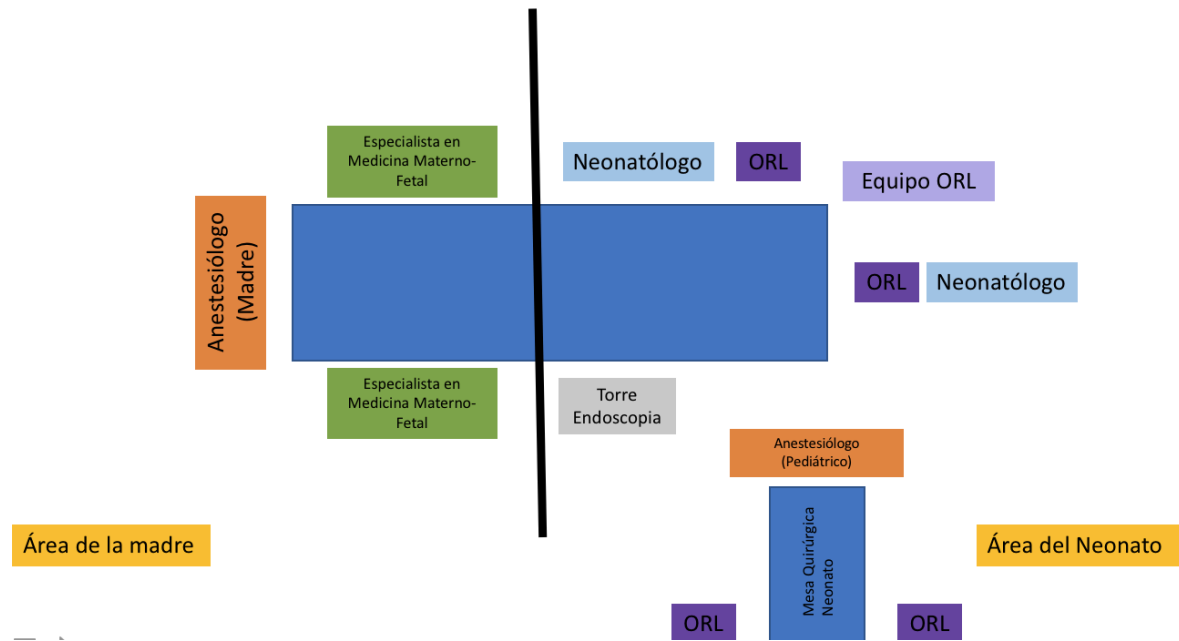 Especialista en
Medicina Materno-
Fetal
Neonatólogo
ORL
Equipo ORL
Anestesiólogo
(Madre)
ORL
Neonatólogo
Especialista en
Medicina Materno-
Fetal
Torre
Endoscopia
Anestesiólogo
(Pediátrico)
Área de la madre
Mesa Quirúrgica
Neonato
Área del Neonato
ORL
ORL